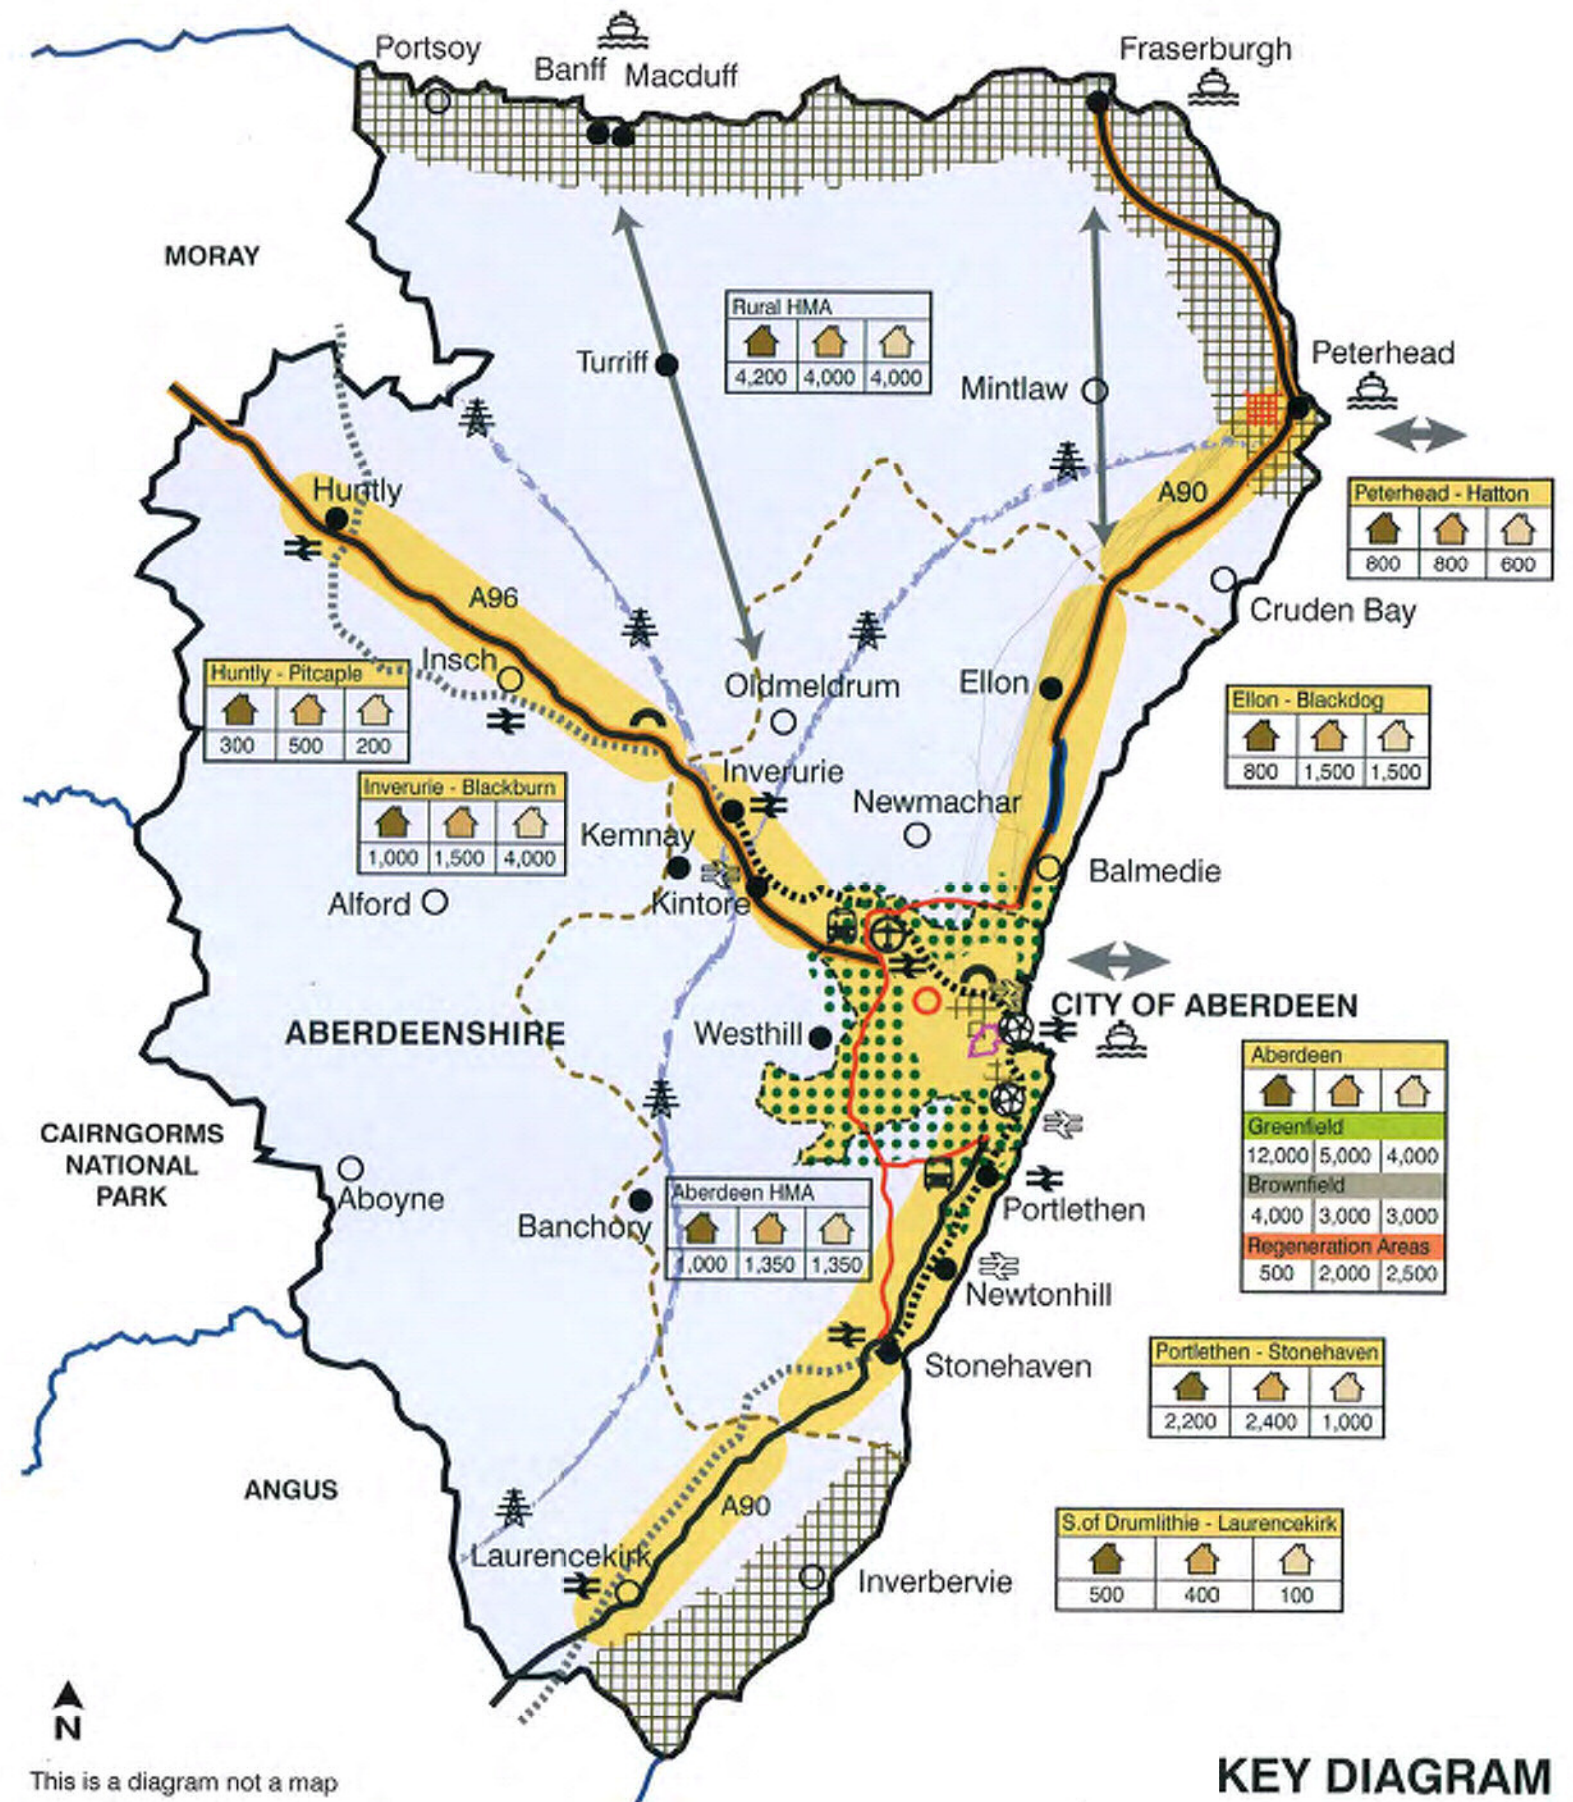 Portsoy
Banff
Macduff
Fraserburgh
MORAY
Rural HMA
4,200 4,000 4,000
Turriff
Mintlaw
Peterhead
Huntly
A90
Peterhead - Hatton
800 800 600
A96
Cruden Bay
Insch
Huntly - Pitcaple
300 500 200
Oldmeldrum
Ellon
Ellon - Blackdog
800 1,500 1,500
Inverurie
Inverurie - Blackburn
1,000 1,500 4,000
Newmachar
Kemnay
Balmedie
Alford
Kintore
CITY OF ABERDEEN
ABERDEENSHIRE
Westhill
Aberdeen
Greenfield
12,000 5,000 4,000
Brownfield
4,000 3,000 3,000
Regeneration Areas
500 2,000 2,500
CAIRNGORMS
NATIONAL
PARK
Aboyne
Banchory
Aberdeen HMA
1,000 1,350 1,350
Portlethen
Newtonhill
Stonehaven
Portlethen - Stonehaven
2,200 2,400 1,000
ANGUS
A90
S.of Drumlithie - Laurencekirk
500 400 100
Laurencekirk
Inverbervie
N
This is a diagram not a map
KEY DIAGRAM